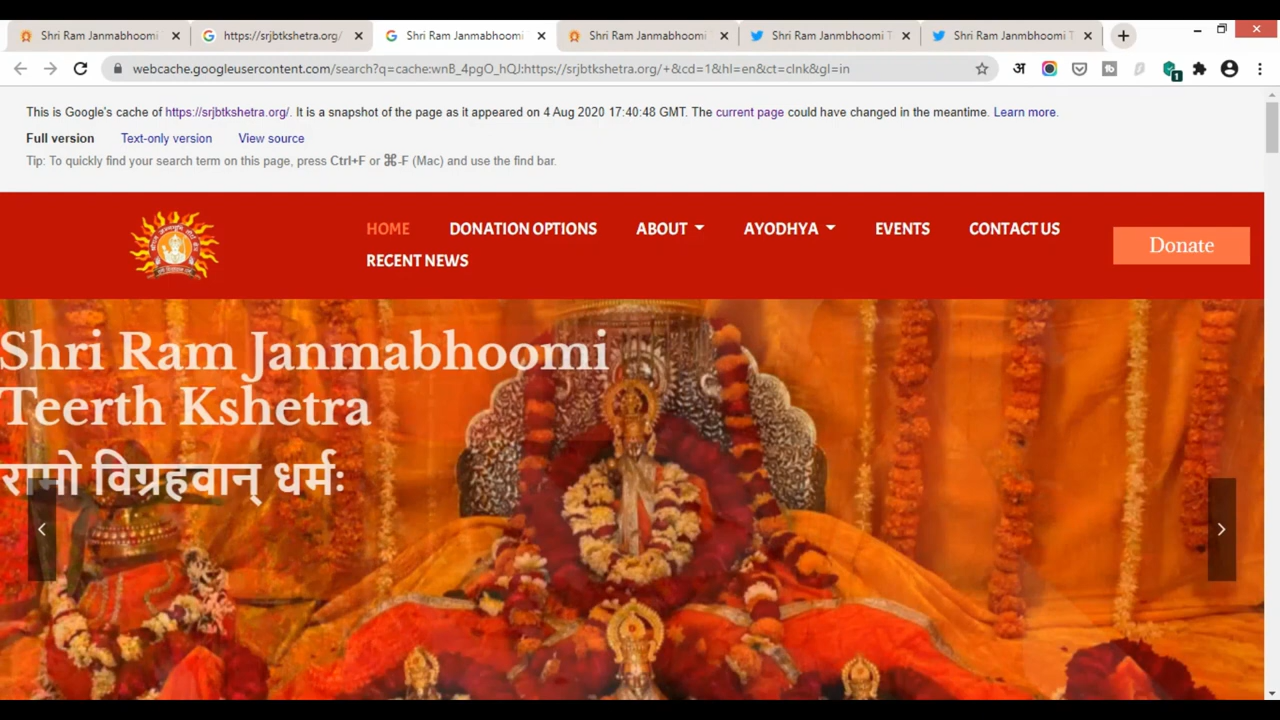 Shri Ram Janmabhoomi
https://srjbtkshetra.org/
Shri Ram Janmabhoomi
Shri Ram Janmabhoomi
Shri Ram Janmbhoomi T
Shri Ram Janmbhoomi T
webcache.googleusercontent.com/search?q=cache:wnB_4pgO_hQJ:https://srjbtkshetra.org/+&cd=1&hl=en&ct=clnk&gl=in
अ
1
This is Google's cache of https://srjbtkshetra.org/. It is a snapshot of the page as it appeared on 4 Aug 2020 17:40:48 GMT. The current page could have changed in the meantime. Learn more.
Full version Text-only version View source
Tip: To quickly find your search term on this page, press Ctrl+F or ⌘-F (Mac) and use the find bar.
HOME DONATION OPTIONS ABOUT AYODHYA EVENTS CONTACT US
RECENT NEWS
Donate
Shri Ram Janmabhoomi
Teerth Kshetra
रामो विग्रहवान् धर्मः